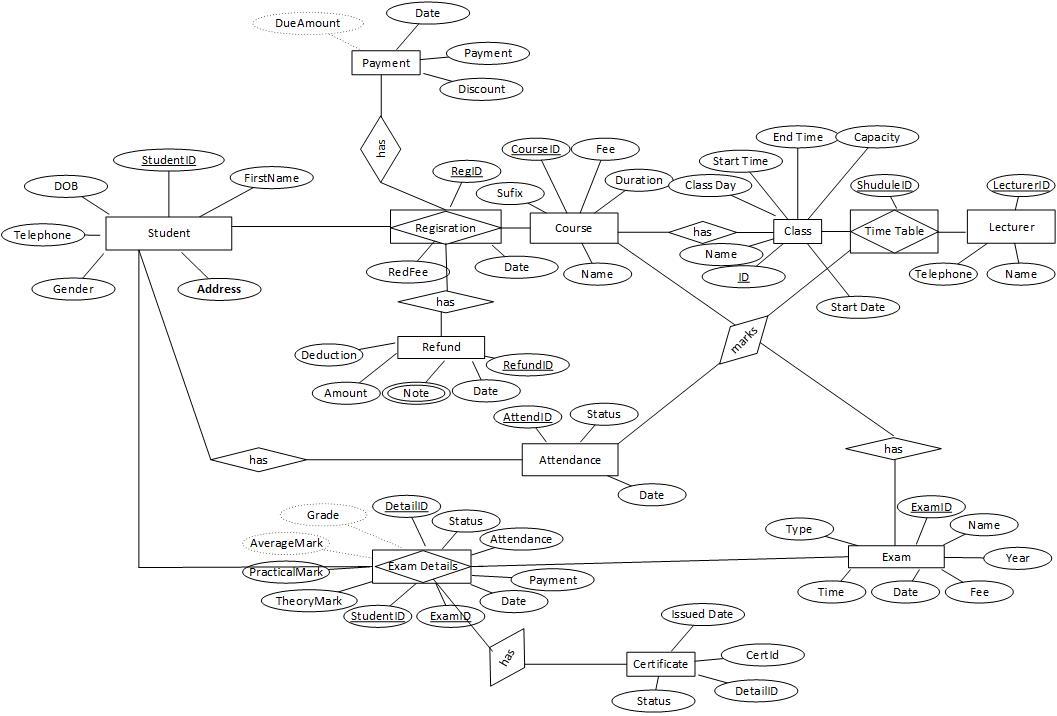 Date
DueAmount
Payment
Payment
Discount
has
StudentID
FirstName
DOB
Telephone
Student
Gender
Address
RegID
Regisration
RedFee
Date
CourseID
Fee
Sufix
Duration
Course
Name
has
End Time
Capacity
Start Time
Class Day
Class
Name
ID
Start Date
ShuduleID
Time Table
LecturerID
Lecturer
Telephone
Name
has
Refund
Deduction
Amount
Note
Date
RefundID
marks
AttendID
Status
Attendance
Date
has
has
ExamID
Name
Type
Exam
Year
Time
Date
Fee
Grade
DetailID
Status
AverageMark
Attendance
PracticalMark
Exam Details
Payment
TheoryMark
Date
StudentID
ExamID
has
Issued Date
Certificate
CertId
DetailID
Status